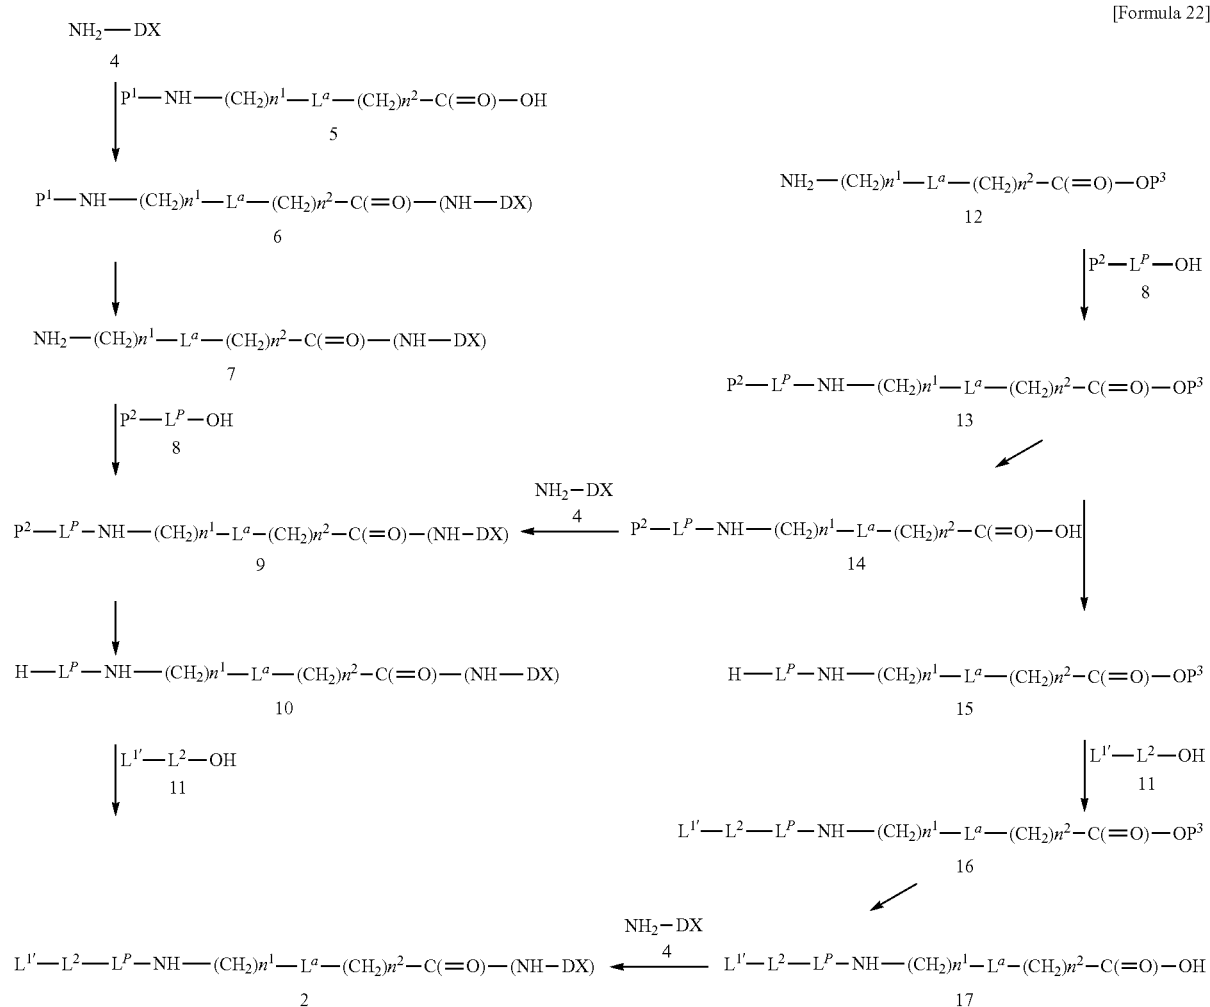 [Formula 22]
NH₂—DX
4
P¹—NH—(CH₂)n¹—Lᵃ—(CH₂)n²—C(=O)—OH
5
P¹—NH—(CH₂)n¹—Lᵃ—(CH₂)n²—C(=O)—(NH—DX)
6
NH₂—(CH₂)n¹—Lᵃ—(CH₂)n²—C(=O)—(NH—DX)
7
P²—Lᴾ—OH
8
P²—Lᴾ—NH—(CH₂)n¹—Lᵃ—(CH₂)n²—C(=O)—(NH—DX)
9
H—Lᴾ—NH—(CH₂)n¹—Lᵃ—(CH₂)n²—C(=O)—(NH—DX)
10
L¹′—L²—OH
11
L¹′—L²—Lᴾ—NH—(CH₂)n¹—Lᵃ—(CH₂)n²—C(=O)—(NH—DX)
2
NH₂—(CH₂)n¹—Lᵃ—(CH₂)n²—C(=O)—OP³
12
P²—Lᴾ—OH
8
P²—Lᴾ—NH—(CH₂)n¹—Lᵃ—(CH₂)n²—C(=O)—OP³
13
NH₂—DX
4
P²—Lᴾ—NH—(CH₂)n¹—Lᵃ—(CH₂)n²—C(=O)—OH
14
H—Lᴾ—NH—(CH₂)n¹—Lᵃ—(CH₂)n²—C(=O)—OP³
15
L¹′—L²—OH
11
L¹′—L²—Lᴾ—NH—(CH₂)n¹—Lᵃ—(CH₂)n²—C(=O)—OP³
16
NH₂—DX
4
L¹′—L²—Lᴾ—NH—(CH₂)n¹—Lᵃ—(CH₂)n²—C(=O)—OH
17